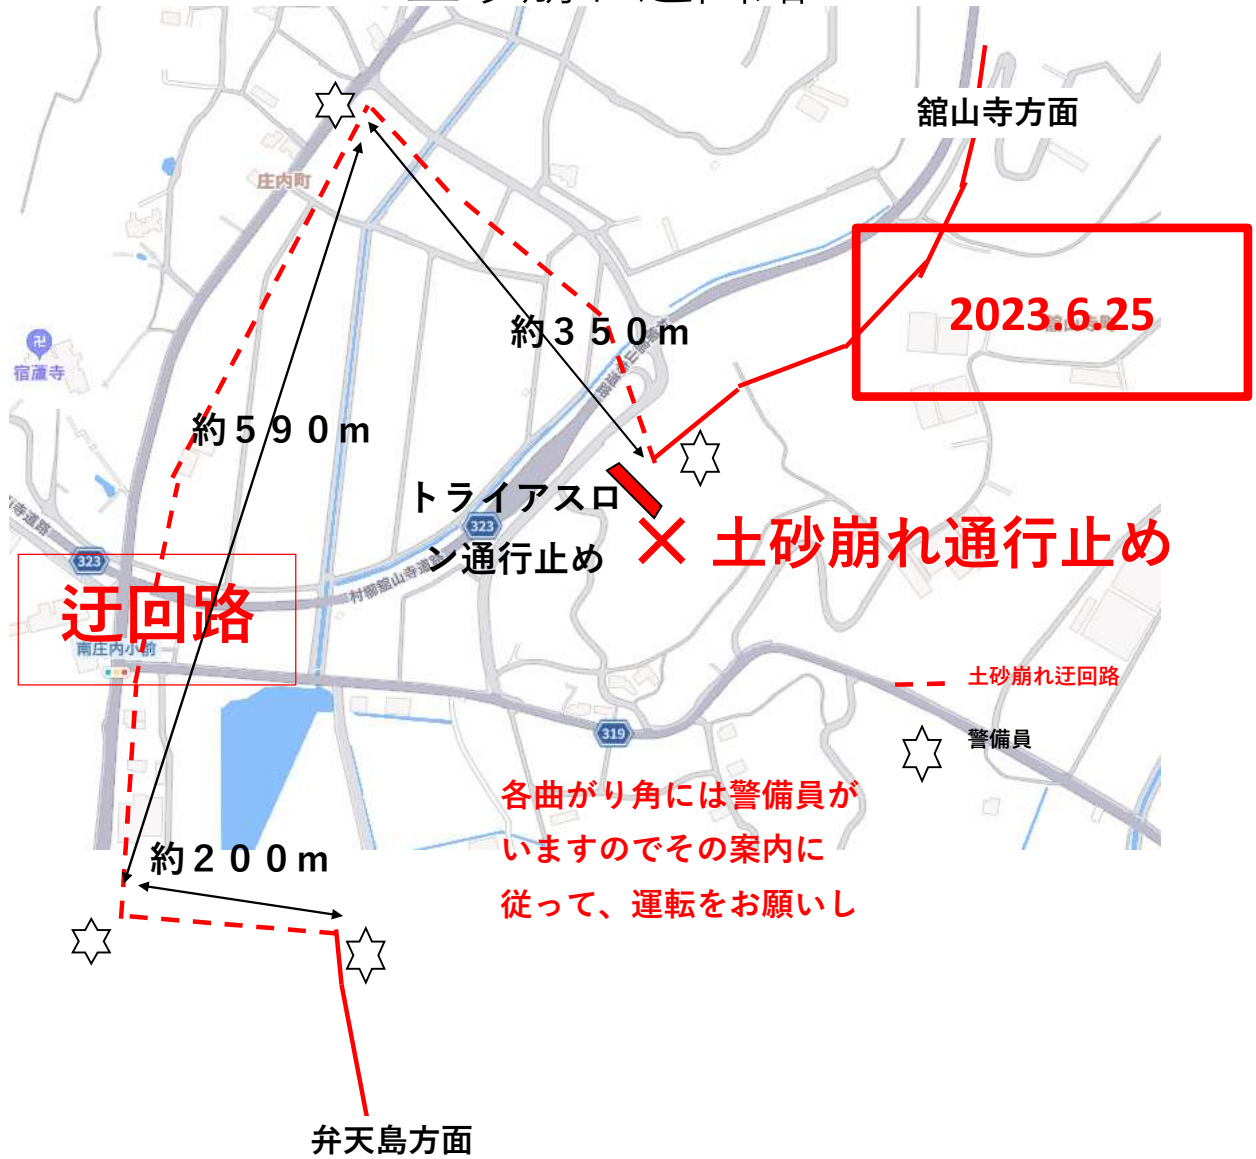 舘山寺方面
庄内町
2023.6.25
約３５０ｍ
宿蘆寺
約５９０ｍ
トライアスロ
ン通行止め
323
× 土砂崩れ通行止め
323
村櫛舘山寺道路
迂回路
南庄内小前
土砂崩れ迂回路
319
警備員
各曲がり角には警備員が
いますのでその案内に
従って、運転をお願いし
約２００ｍ
弁天島方面